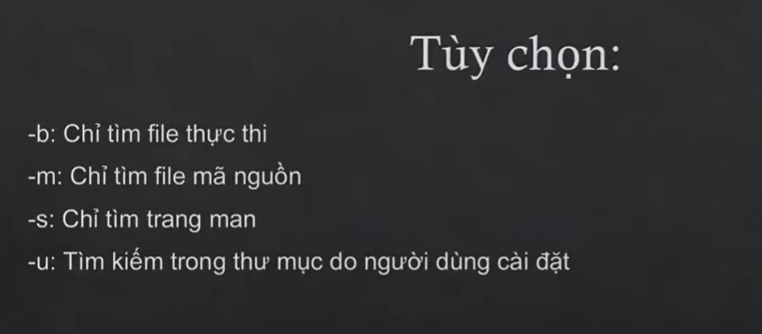 Tùy chọn:
-b: Chỉ tìm file thực thi
-m: Chỉ tìm file mã nguồn
-s: Chỉ tìm trang man
-u: Tìm kiếm trong thư mục do người dùng cài đặt